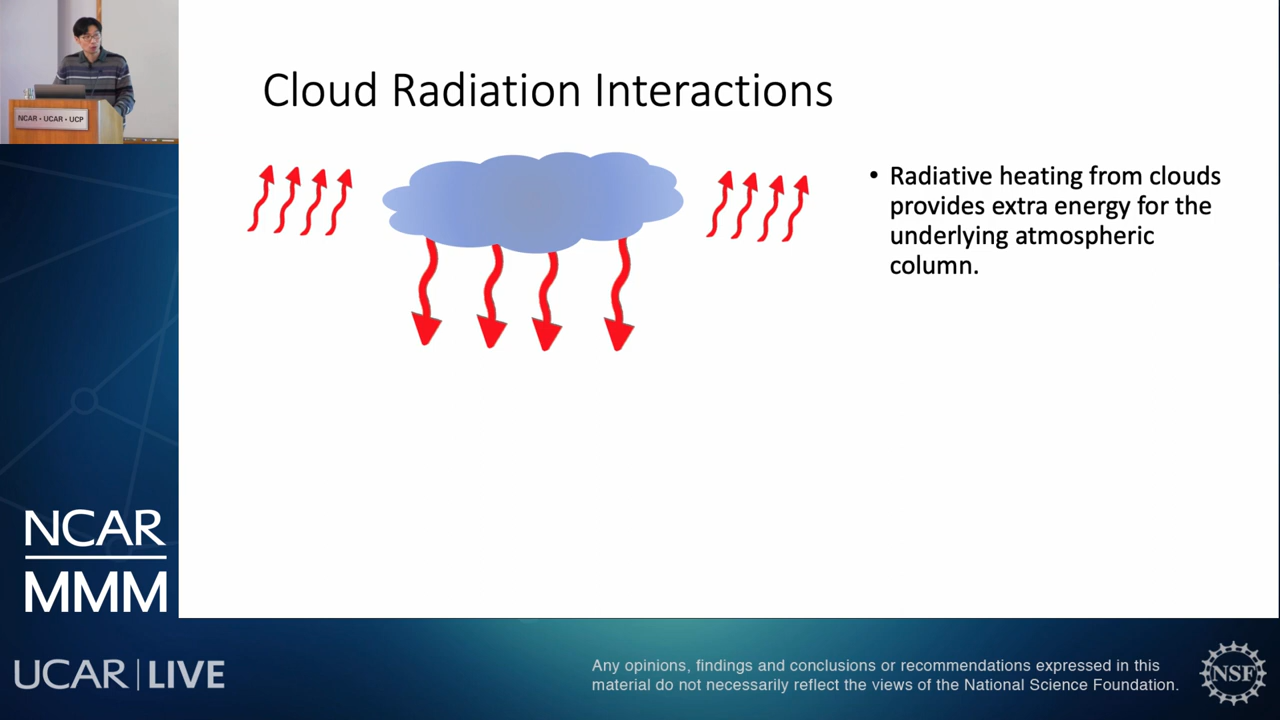 NCAR • UCAR • UCP
Cloud Radiation Interactions
• Radiative heating from clouds
provides extra energy for the
underlying atmospheric
column.
NCAR
MMM
UCAR | LIVE
Any opinions, findings and conclusions or recommendations expressed in this
material do not necessarily reflect the views of the National Science Foundation.
NSF